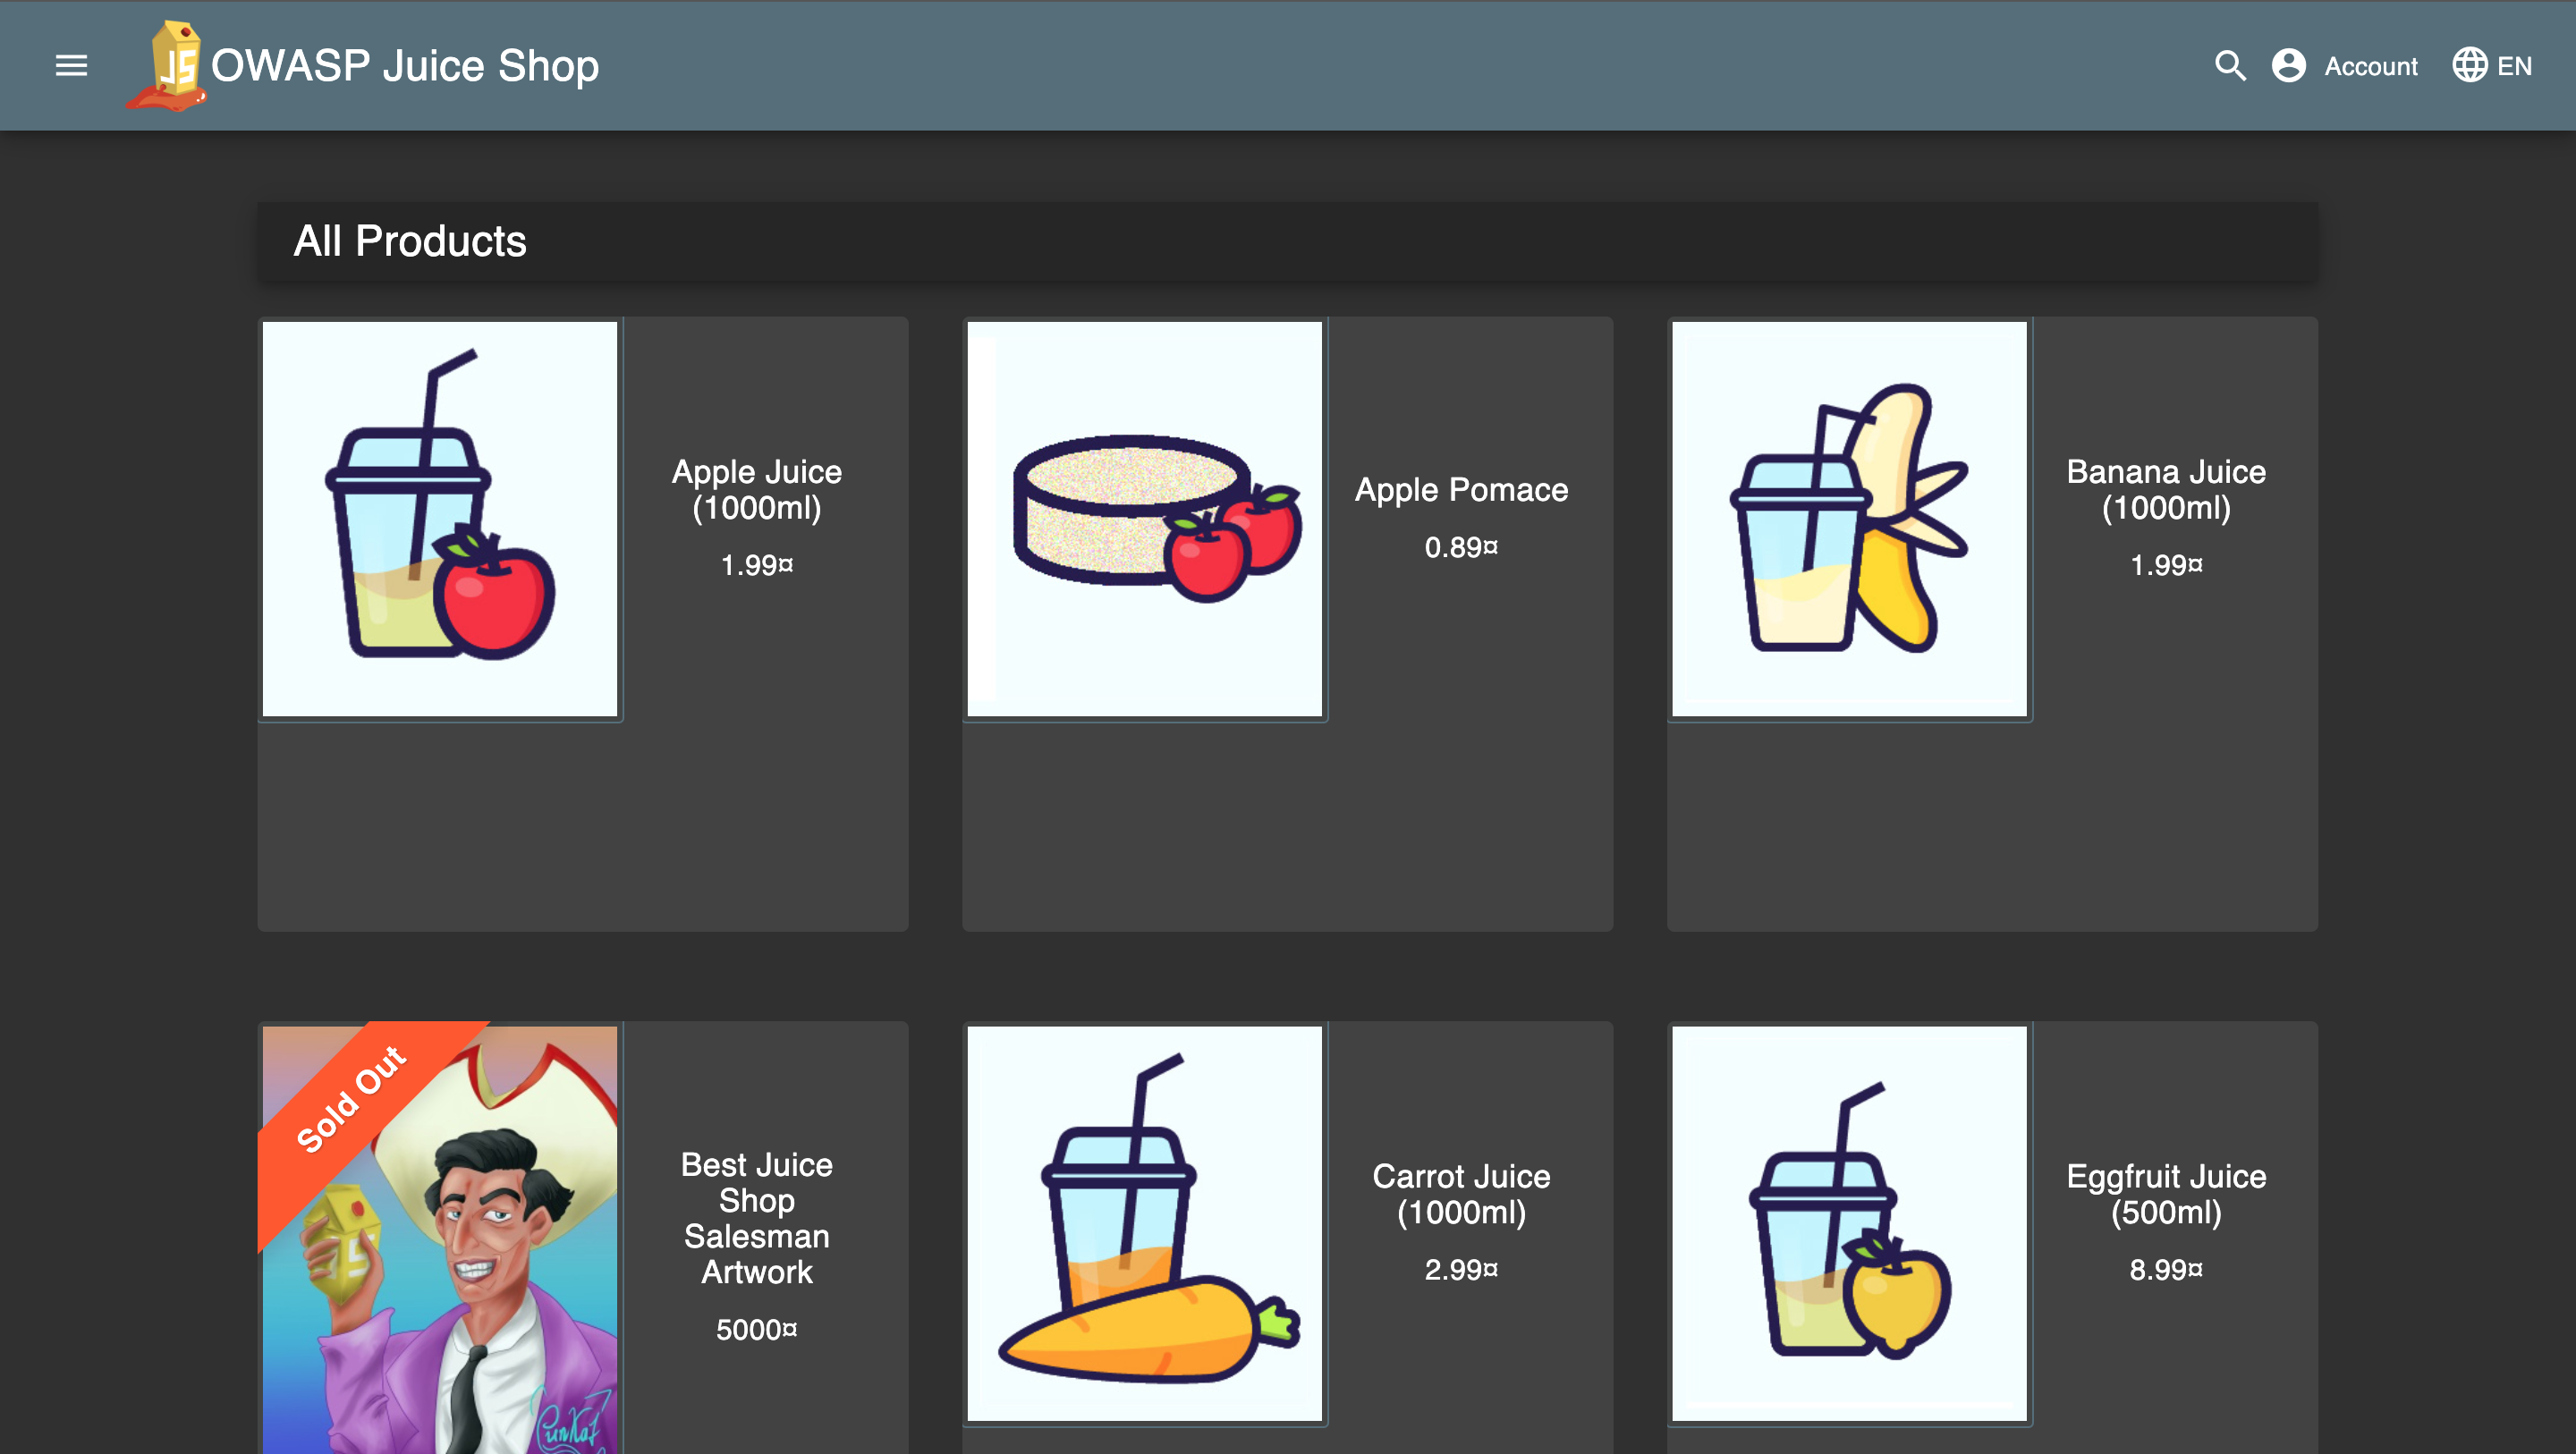 OWASP Juice Shop
Account
EN
All Products
Apple Juice
(1000ml)
1.99¤
Apple Pomace
0.89¤
Banana Juice
(1000ml)
1.99¤
Sold Out
Best Juice
Shop
Salesman
Artwork
5000¤
Carrot Juice
(1000ml)
2.99¤
Eggfruit Juice
(500ml)
8.99¤